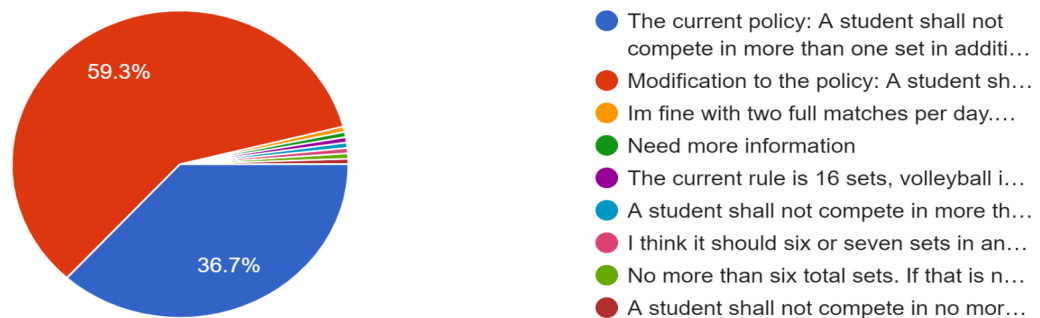 59.3%
36.7%
The current policy: A student shall not
compete in more than one set in additi…
Modification to the policy: A student sh…
Im fine with two full matches per day.…
Need more information
The current rule is 16 sets, volleyball i…
A student shall not compete in more th…
I think it should six or seven sets in an…
No more than six total sets. If that is n…
A student shall not compete in no mor…